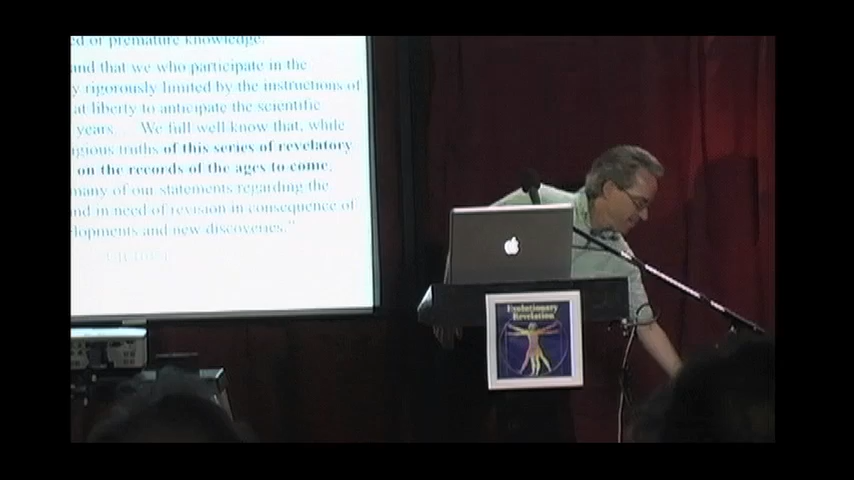 ed or premature knowledge.
and that we who participate in the
y rigorously limited by the instructions of
at liberty to anticipate the scientific
years. We full well know that, while
igious truths of this series of revelatory
on the records of the ages to come,
many of our statements regarding the
nd in need of revision in consequence of
lopments and new discoveries."
Evolutionary
Revelation